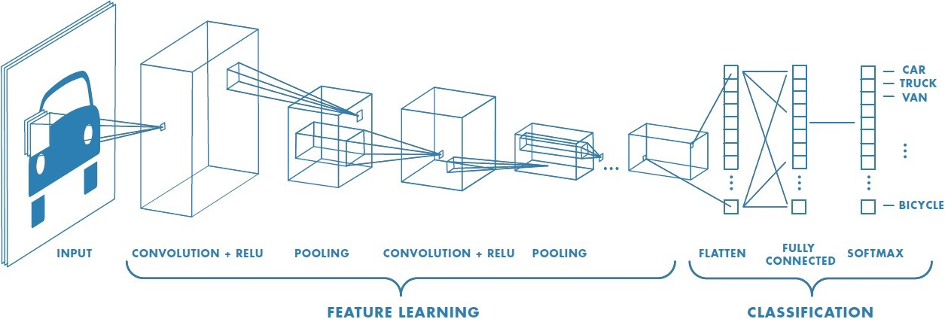 CAR
TRUCK
VAN
BICYCLE
INPUT
CONVOLUTION + RELU
POOLING
CONVOLUTION + RELU
POOLING
FLATTEN
FULLY
CONNECTED
SOFTMAX
FEATURE LEARNING
CLASSIFICATION